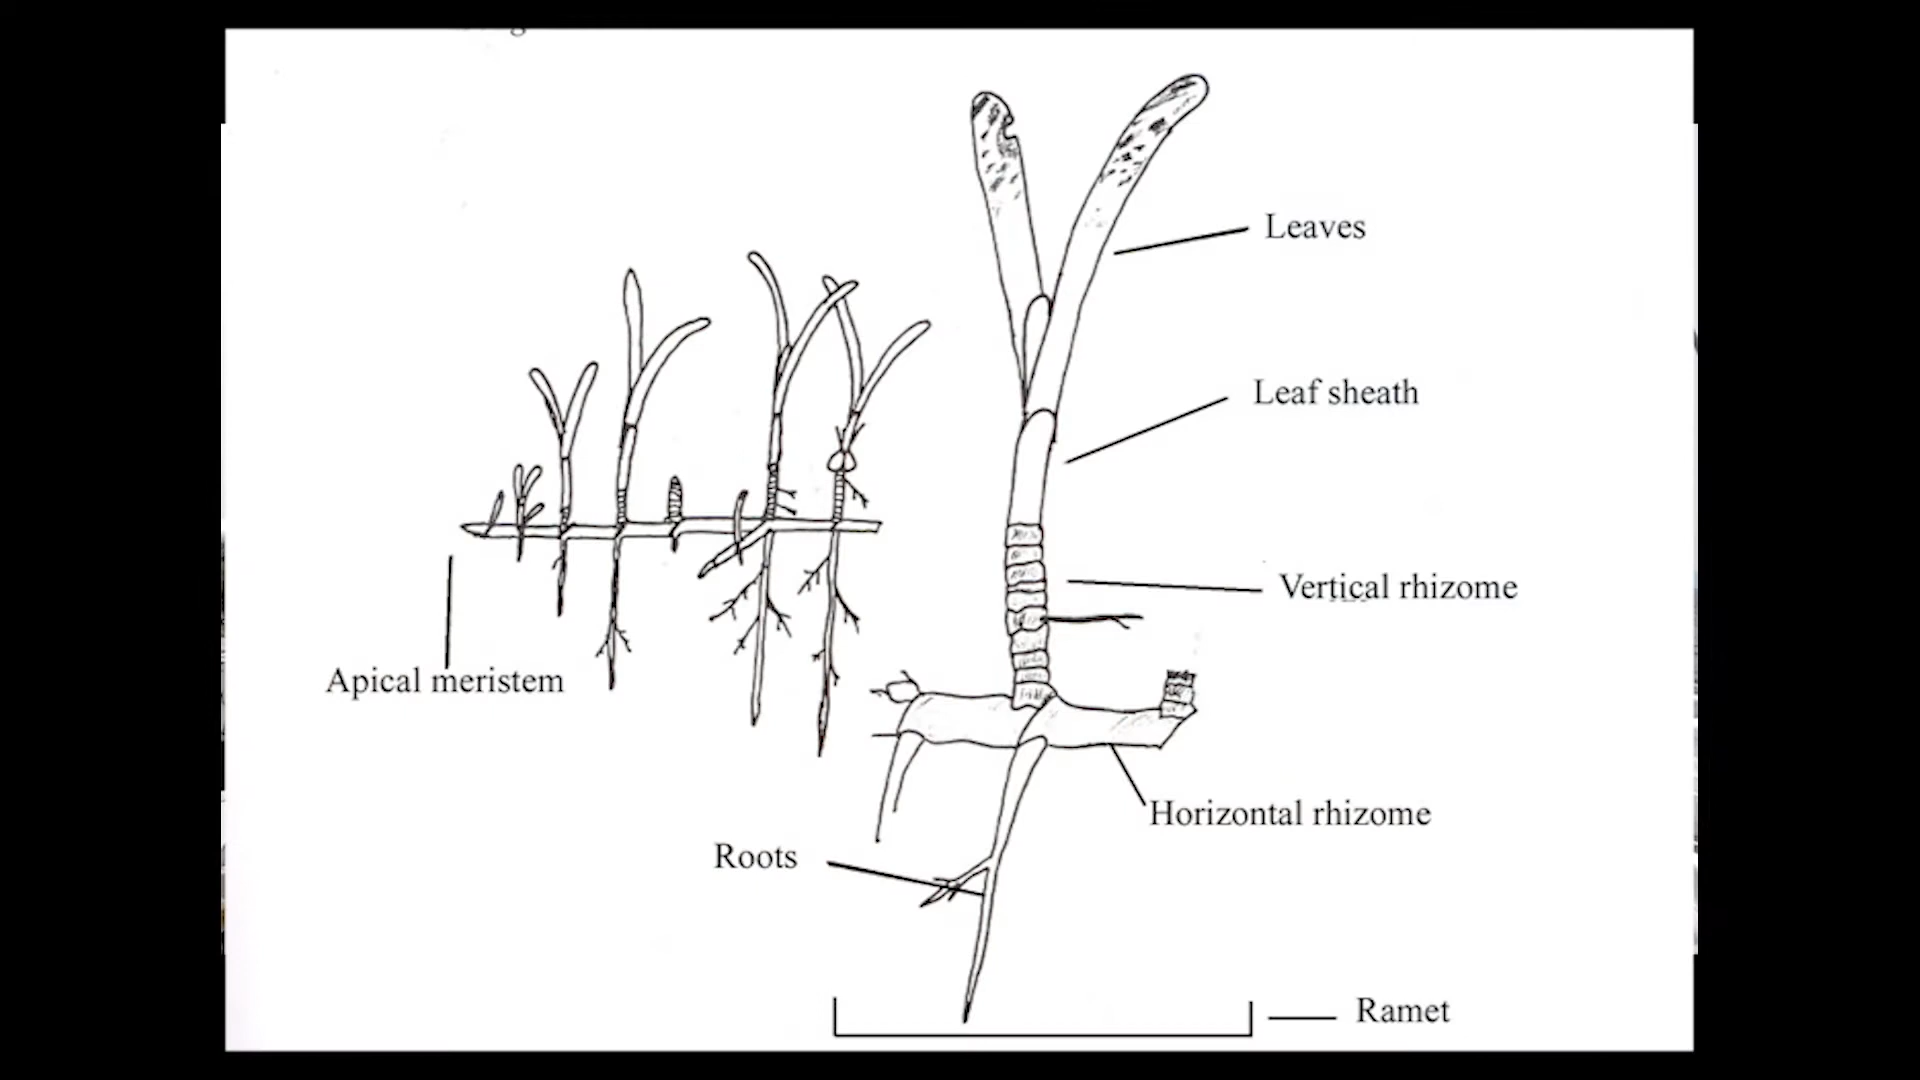 Leaves
Leaf sheath
Vertical rhizome
Apical meristem
Horizontal rhizome
Roots
Ramet